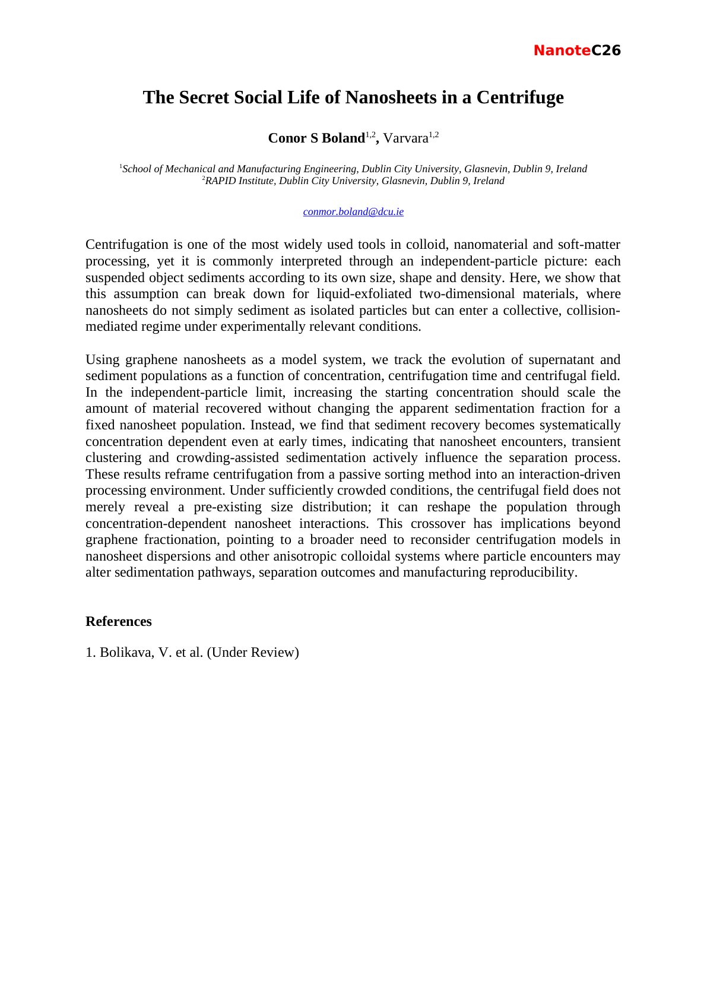 NanoteC26
The Secret Social Life of Nanosheets in a Centrifuge
Conor S Boland1,2, Varvara1,2
1School of Mechanical and Manufacturing Engineering, Dublin City University, Glasnevin, Dublin 9, Ireland
2RAPID Institute, Dublin City University, Glasnevin, Dublin 9, Ireland
conmor.boland@dcu.ie
Centrifugation is one of the most widely used tools in colloid, nanomaterial and soft-matter
processing, yet it is commonly interpreted through an independent-particle picture: each
suspended object sediments according to its own size, shape and density. Here, we show that
this assumption can break down for liquid-exfoliated two-dimensional materials, where
nanosheets do not simply sediment as isolated particles but can enter a collective, collision-
mediated regime under experimentally relevant conditions.
Using graphene nanosheets as a model system, we track the evolution of supernatant and
sediment populations as a function of concentration, centrifugation time and centrifugal field.
In the independent-particle limit, increasing the starting concentration should scale the
amount of material recovered without changing the apparent sedimentation fraction for a
fixed nanosheet population. Instead, we find that sediment recovery becomes systematically
concentration dependent even at early times, indicating that nanosheet encounters, transient
clustering and crowding-assisted sedimentation actively influence the separation process.
These results reframe centrifugation from a passive sorting method into an interaction-driven
processing environment. Under sufficiently crowded conditions, the centrifugal field does not
merely reveal a pre-existing size distribution; it can reshape the population through
concentration-dependent nanosheet interactions. This crossover has implications beyond
graphene fractionation, pointing to a broader need to reconsider centrifugation models in
nanosheet dispersions and other anisotropic colloidal systems where particle encounters may
alter sedimentation pathways, separation outcomes and manufacturing reproducibility.
References
1. Bolikava, V. et al. (Under Review)